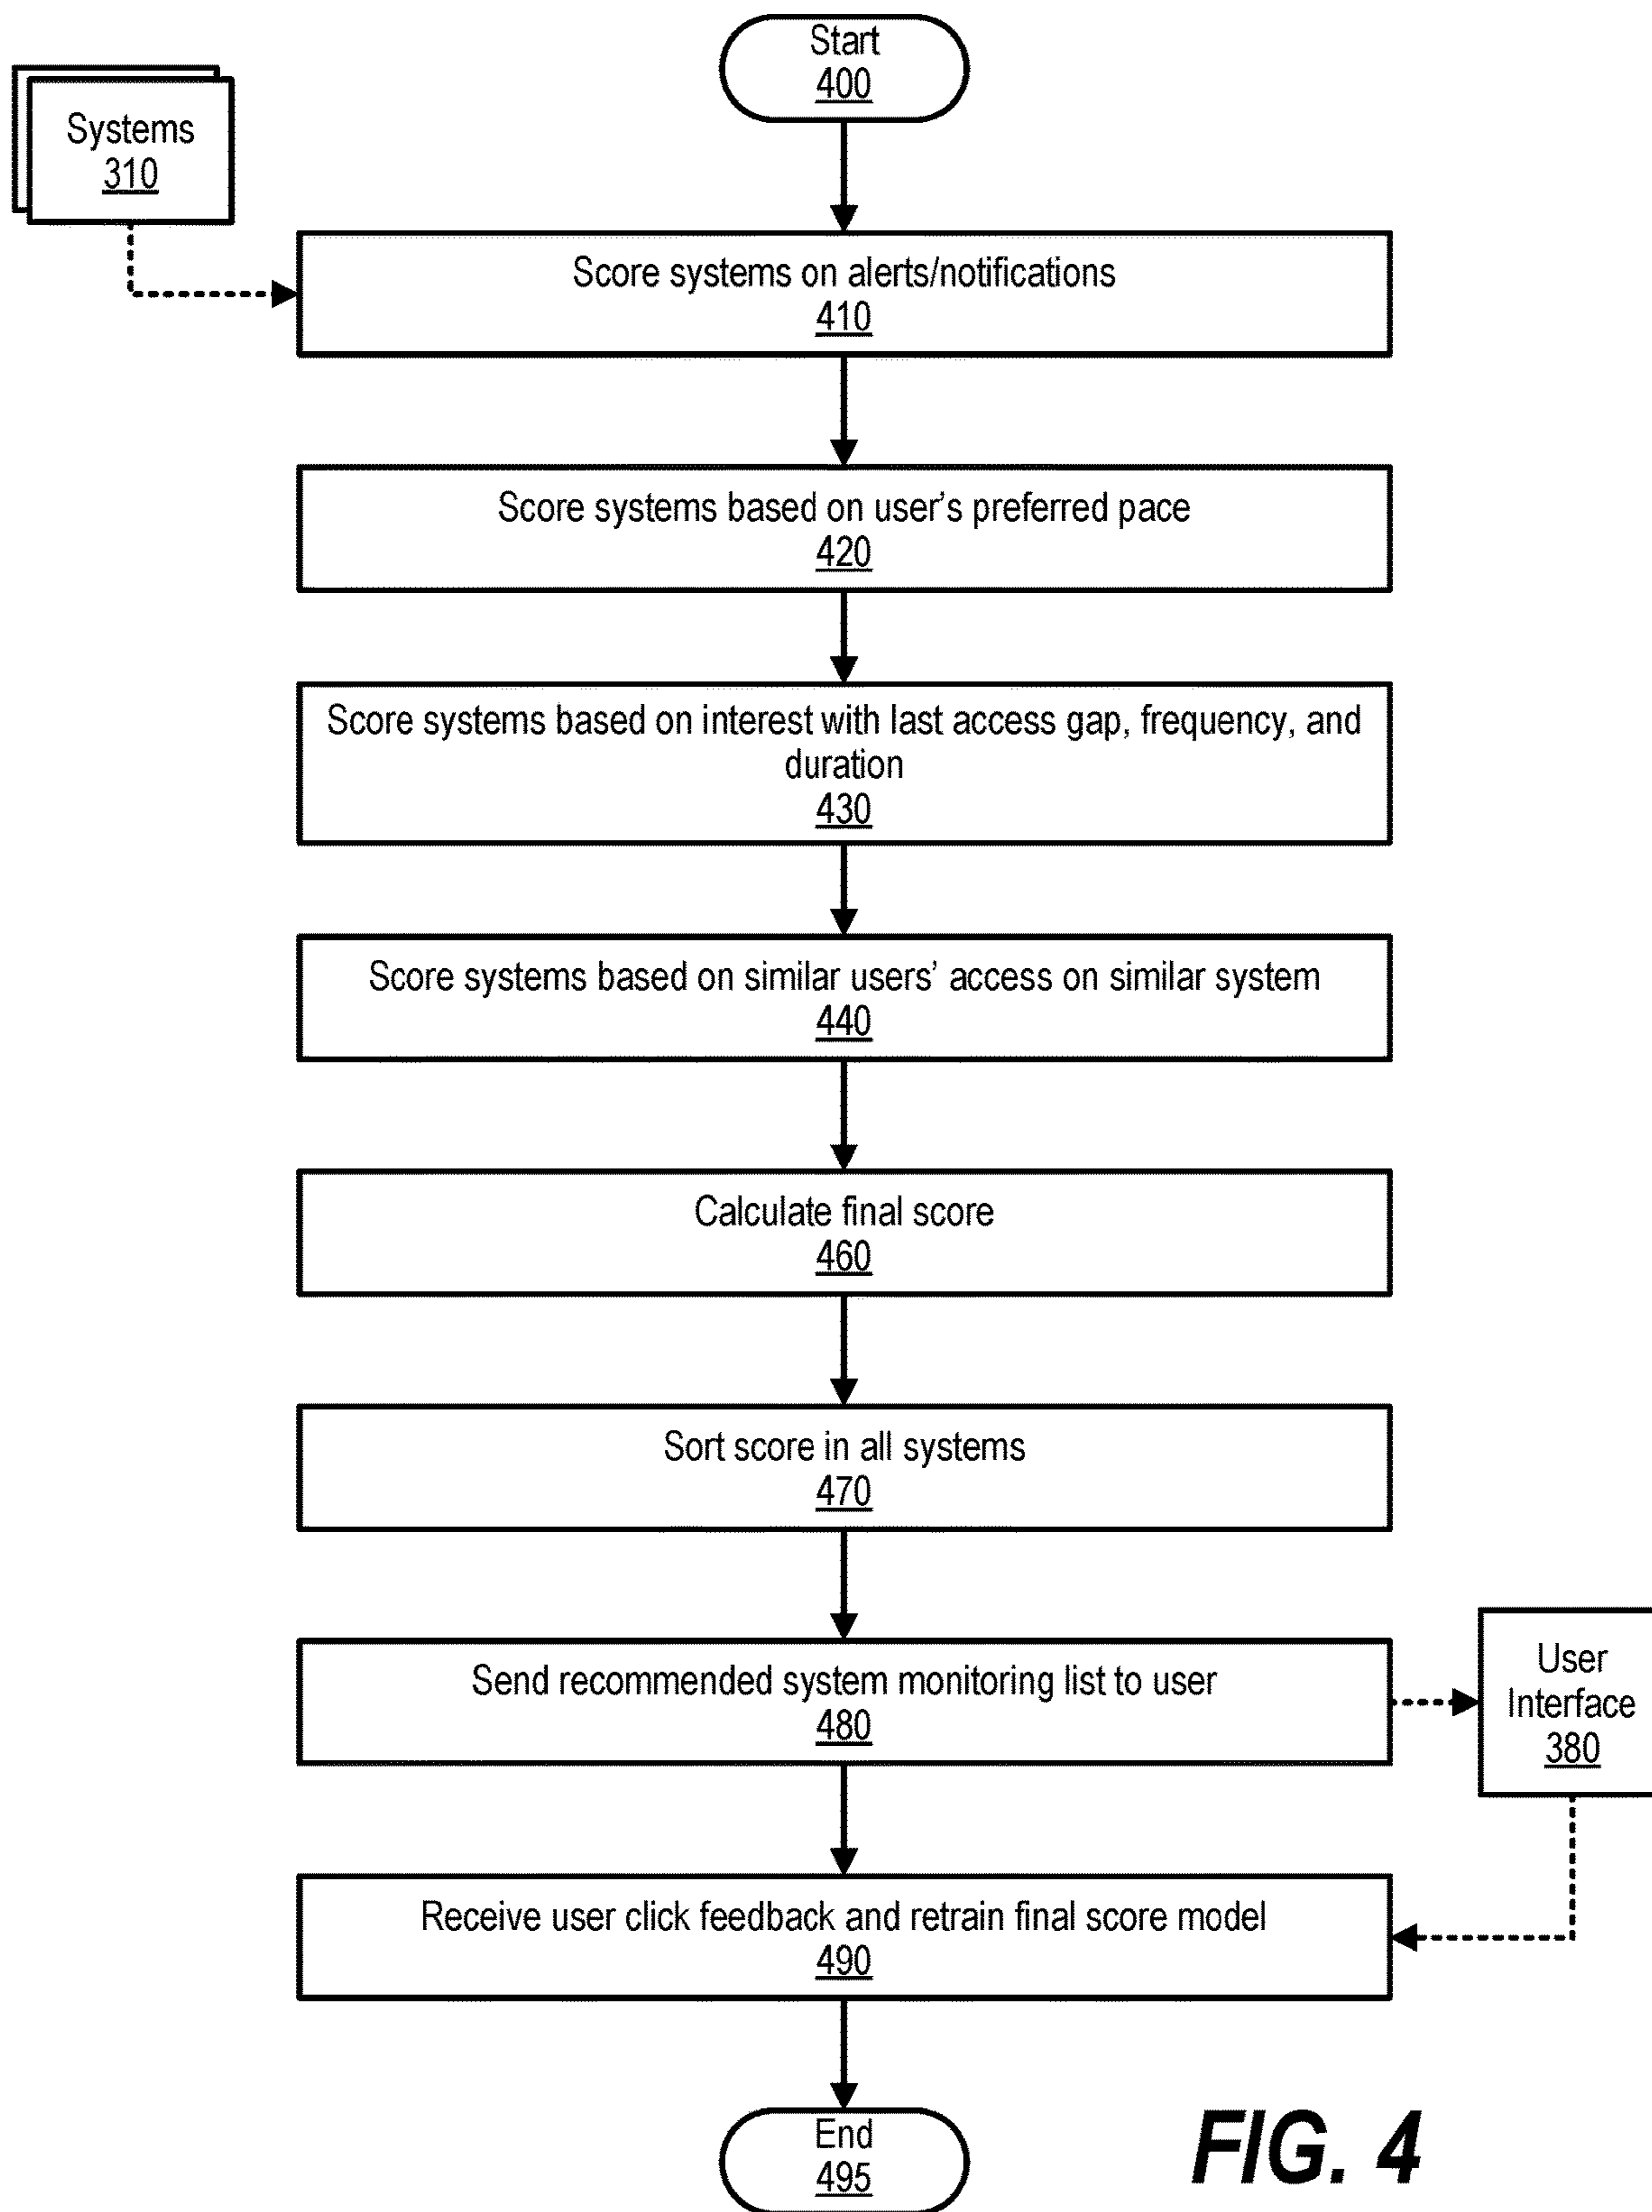 Start
400
Systems
310
Score systems on alerts/notifications
410
Score systems based on user’s preferred pace
420
Score systems based on interest with last access gap, frequency, and
duration
430
Score systems based on similar users’ access on similar system
440
Calculate final score
460
Sort score in all systems
470
Send recommended system monitoring list to user
480
User
Interface
380
Receive user click feedback and retrain final score model
490
End
495
FIG. 4